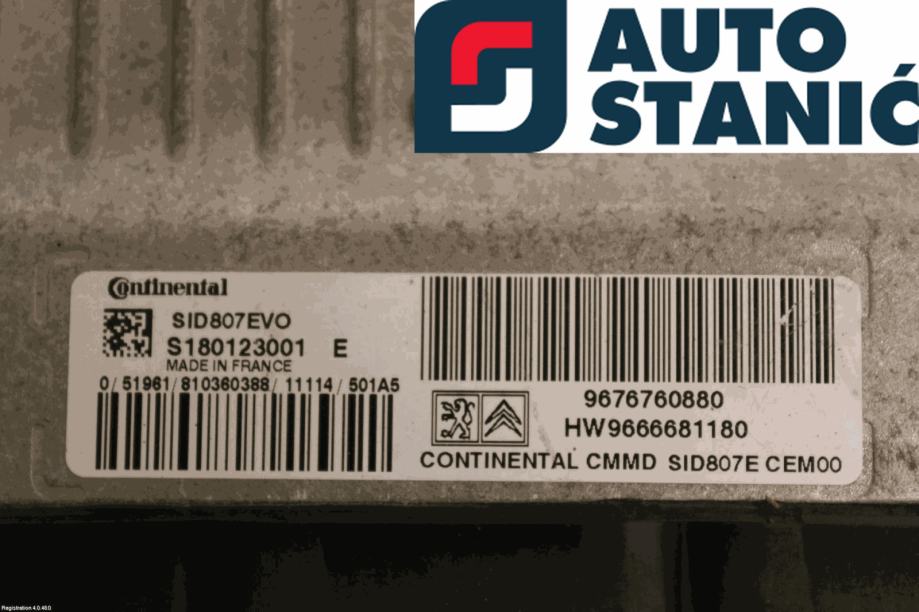 AUTO
STANIĆ
Continental
SID807EVO
S180123001 E
MADE IN FRANCE
0/51961/810360388/11114/501A5
9676760880
HW9666681180
CONTINENTAL CMMD SID807E CEM00
Registration 4.0.48.0